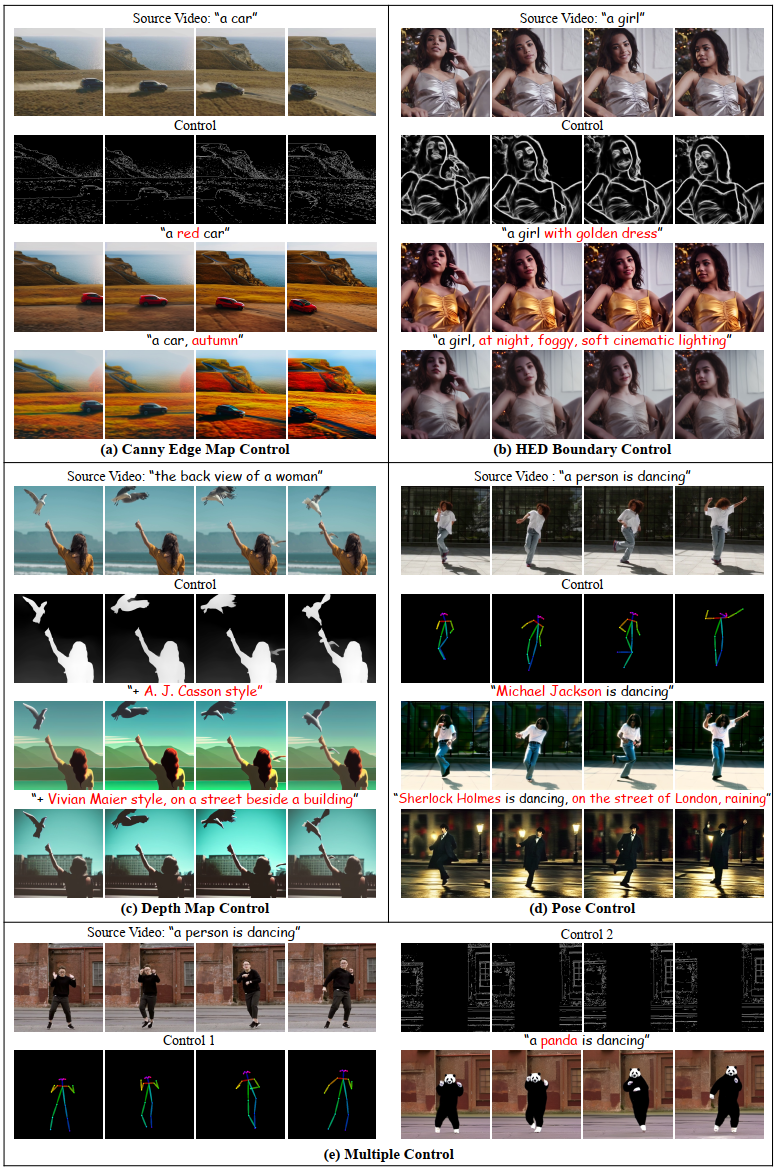 Source Video: “a car”
Control
“a red car”
“a car, autumn”
(a) Canny Edge Map Control
Source Video: “a girl”
Control
“a girl with golden dress”
“a girl, at night, foggy, soft cinematic lighting”
(b) HED Boundary Control
Source Video: “the back view of a woman”
Control
“+ A. J. Casson style”
“+ Vivian Maier style, on a street beside a building”
(c) Depth Map Control
Source Video : “a person is dancing”
Control
“Michael Jackson is dancing”
“Sherlock Holmes is dancing, on the street of London, raining”
(d) Pose Control
Source Video: “a person is dancing”
Control 1
Control 2
“a panda is dancing”
(e) Multiple Control